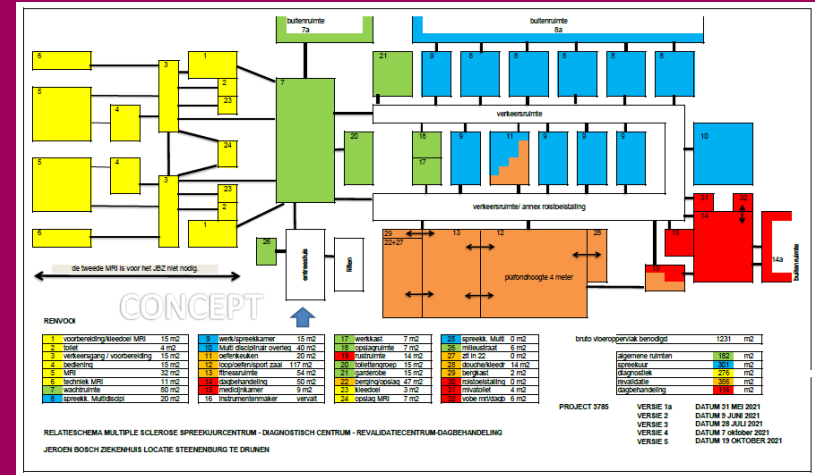 buitenruimte
7a
buitenruimte
8a
6
3
1
7
21
9
8
8
8
8
8
2
23
5
4
24
verkeersruimte
20
18
17
9
11
9
9
9
10
5
4
3
23
2
1
6
verkeersruimte/ annex rolstoelstalling
31
32
14
26
entreesluis
liften
29
22+27
13
12
28
plafondhoogte 4 meter
19
14a
buitenruimte
de tweede MRI is voor het JBZ niet nodig.
CONCEPT
RENVOOI
1 voorbereiding/kleedcel MRI 15 m2
2 toilet 4 m2
3 verkeersgang / voorbereiding 15 m2
4 bediening 15 m2
5 MRI 32 m2
6 techniek MRI 11 m2
7 wachtruimte 80 m2
8 spreekk. Multidiscipl 20 m2
9 werk/spreekkamer 15 m2
10 Multi disciplinair overleg 40 m2
11 oefenkeuken 20 m2
12 loop/oefen/sport zaal 117 m2
13 fitnessruimte 54 m2
14 dagbehandeling 50 m2
15 medicijnkamer 9 m2
16 instrumentenmaker vervalt
17 werkkast 7 m2
18 opslagruimte 7 m2
19 rustruimte 14 m2
20 toilettengroep 15 m2
21 garderobe 15 m2
22 berging/opslag 47 m2
23 kleedcel 3 m2
24 opslag MRI 7 m2
25 spreekk. Multi 0 m2
26 milieustraat 6 m2
27 zit in 22 0 m2
28 douche/kleedr 14 m2
29 bergkast 2 m2
30 rolstoelstalling 0 m2
31 mivatoilet 4 m2
32 vobe mri/dagb 6 m2
bruto vloeroppervlak benodigd 1231 m2
algemene ruimten 182 m2
spreekuur 301 m2
diagnostiek 276 m2
revalidatie 356 m2
dagbehandeling 116 m2
PROJECT 3785
VERSIE 1a DATUM 31 MEI 2021
VERSIE 2 DATUM 9 JUNI 2021
VERSIE 3 DATUM 28 JULI 2021
VERSIE 4 DATUM 7 oktober 2021
VERSIE 5 DATUM 19 OKTOBER 2021
RELATIESCHEMA MULTIPLE SCLEROSE SPREEKUURCENTRUM - DIAGNOSTISCH CENTRUM - REVALIDATIECENTRUM-DAGBEHANDELING
JEROEN BOSCH ZIEKENHUIS LOCATIE STEENENBURG TE DRUNEN